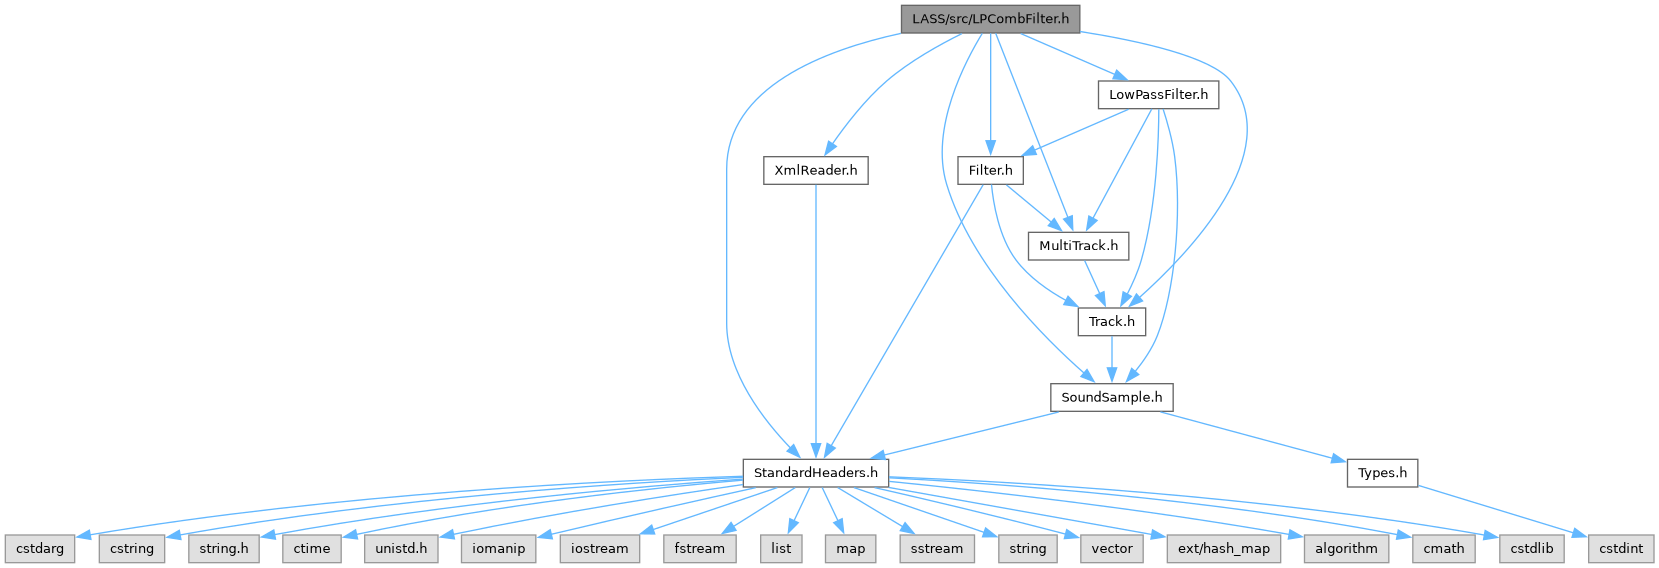 LASS/src/LPCombFilter.h
LowPassFilter.h
XmlReader.h
Filter.h
MultiTrack.h
Track.h
SoundSample.h
StandardHeaders.h
Types.h
cstdarg
cstring
string.h
ctime
unistd.h
iomanip
iostream
fstream
list
map
sstream
string
vector
ext/hash_map
algorithm
cmath
cstdlib
cstdint